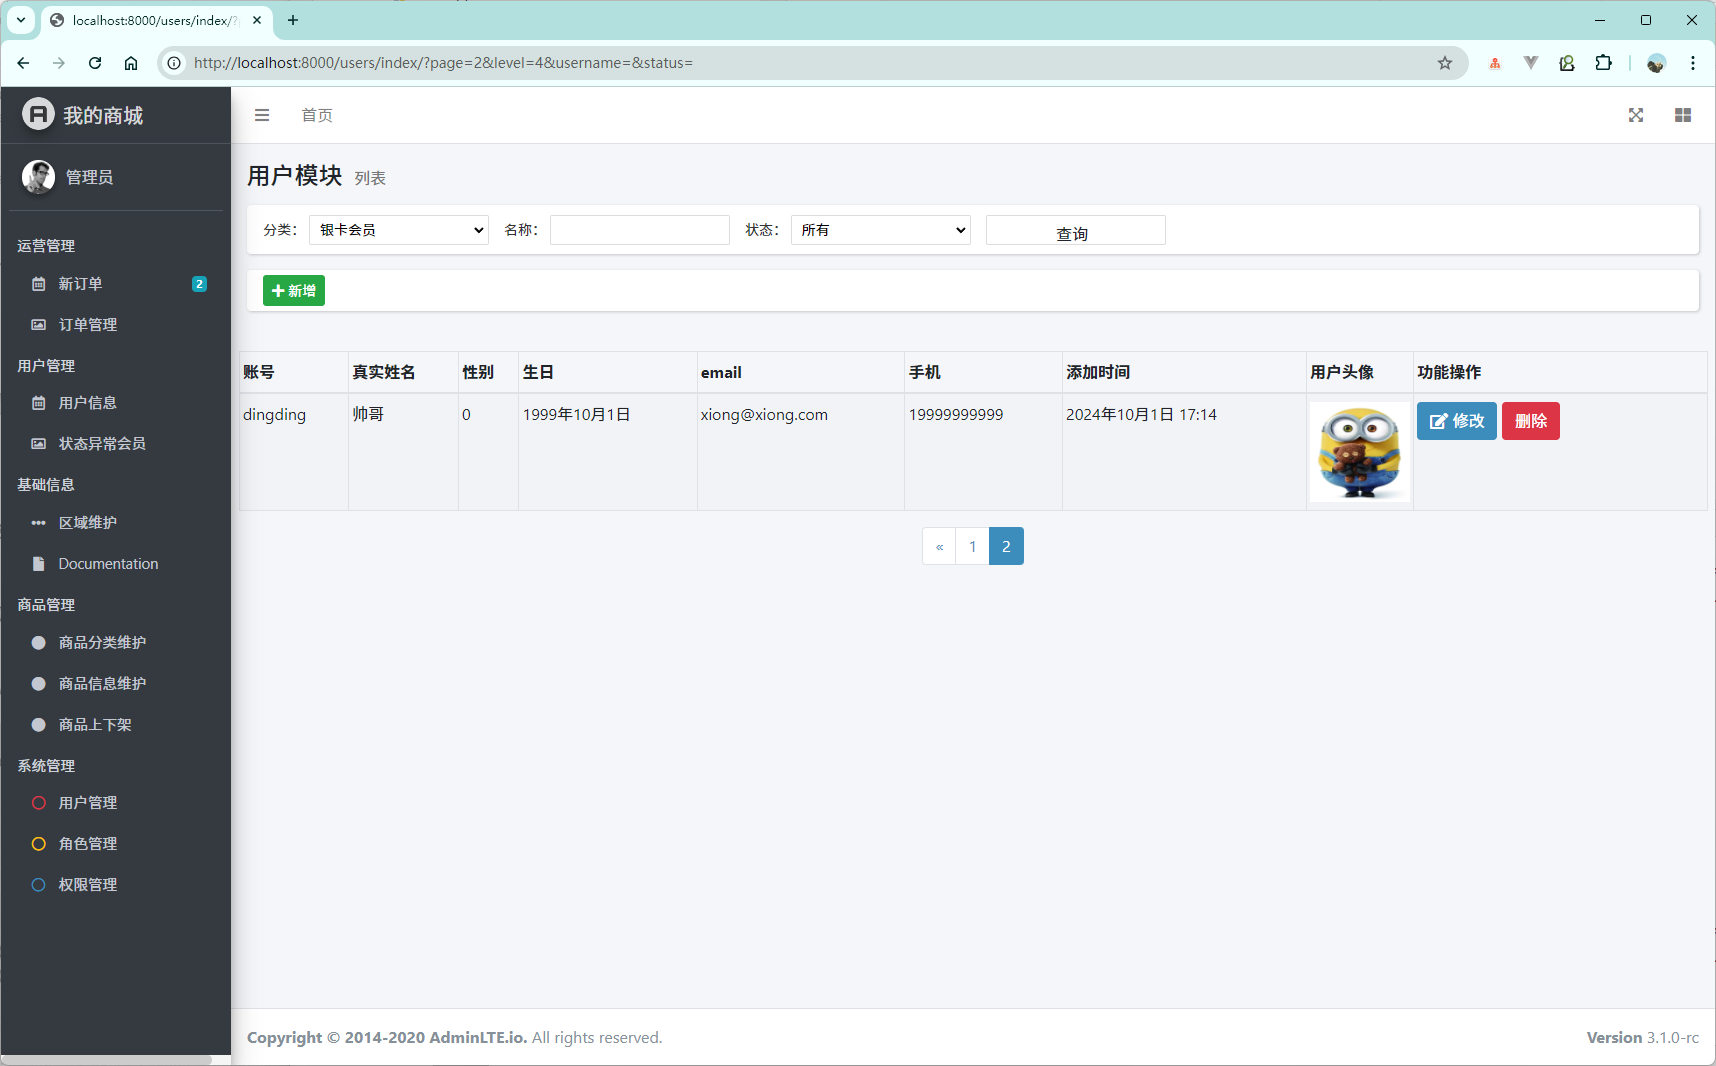 localhost:8000/users/index/?
http://localhost:8000/users/index/?page=2&level=4&username=&status=
我的商城
首页
管理员
用户模块 列表
分类： 银卡会员 名称： 状态： 所有 查询
新增
运营管理
新订单 2
订单管理
用户管理
用户信息
状态异常会员
基础信息
区域维护
Documentation
商品管理
商品分类维护
商品信息维护
商品上下架
系统管理
用户管理
角色管理
权限管理
账号 真实姓名 性别 生日 email 手机 添加时间 用户头像 功能操作
dingding 帅哥 0 1999年10月1日 xiong@xiong.com 19999999999 2024年10月1日 17:14 修改 删除
« 1 2
Copyright © 2014-2020 AdminLTE.io. All rights reserved.
Version 3.1.0-rc